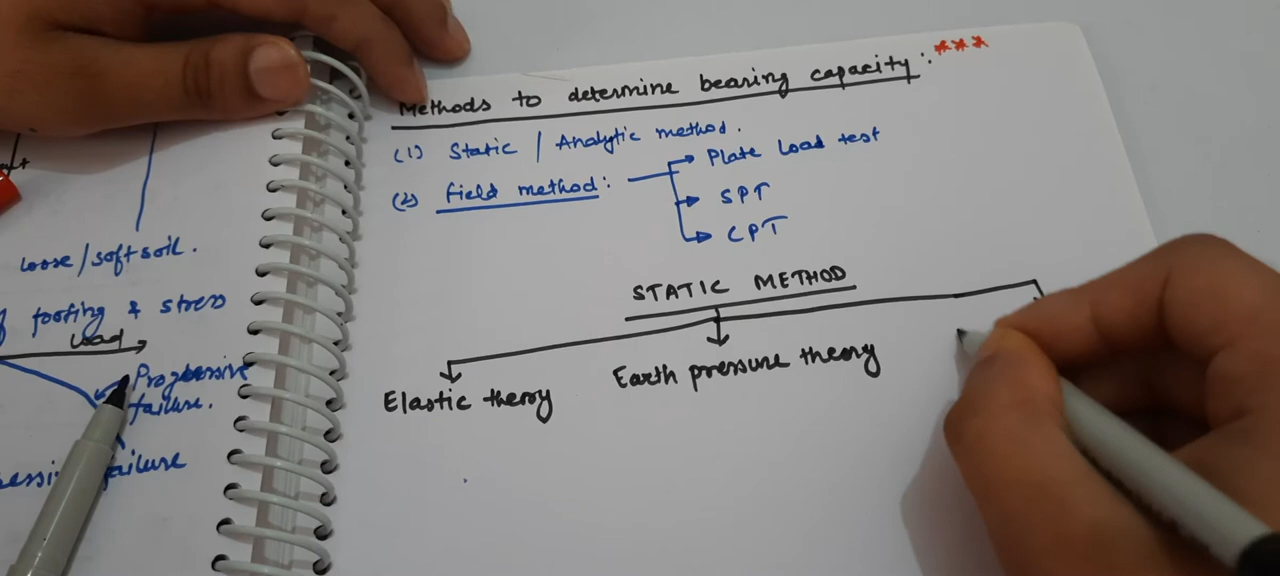 loose/soft soil.
footing & stress
Load
Progressive
failure.
failure
Methods to determine bearing capacity: ***
(1) Static / Analytic method.
(2) field method: Plate Load test
SPT
CPT
STATIC METHOD
Elastic theory Earth pressure theory